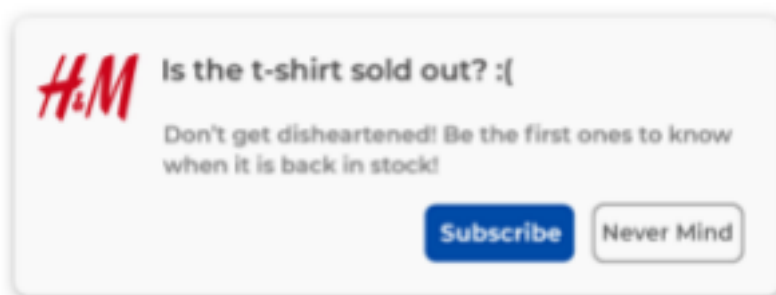 H&M
Is the t-shirt sold out? :(
Don't get disheartened! Be the first ones to know
when it is back in stock!
Subscribe
Never Mind